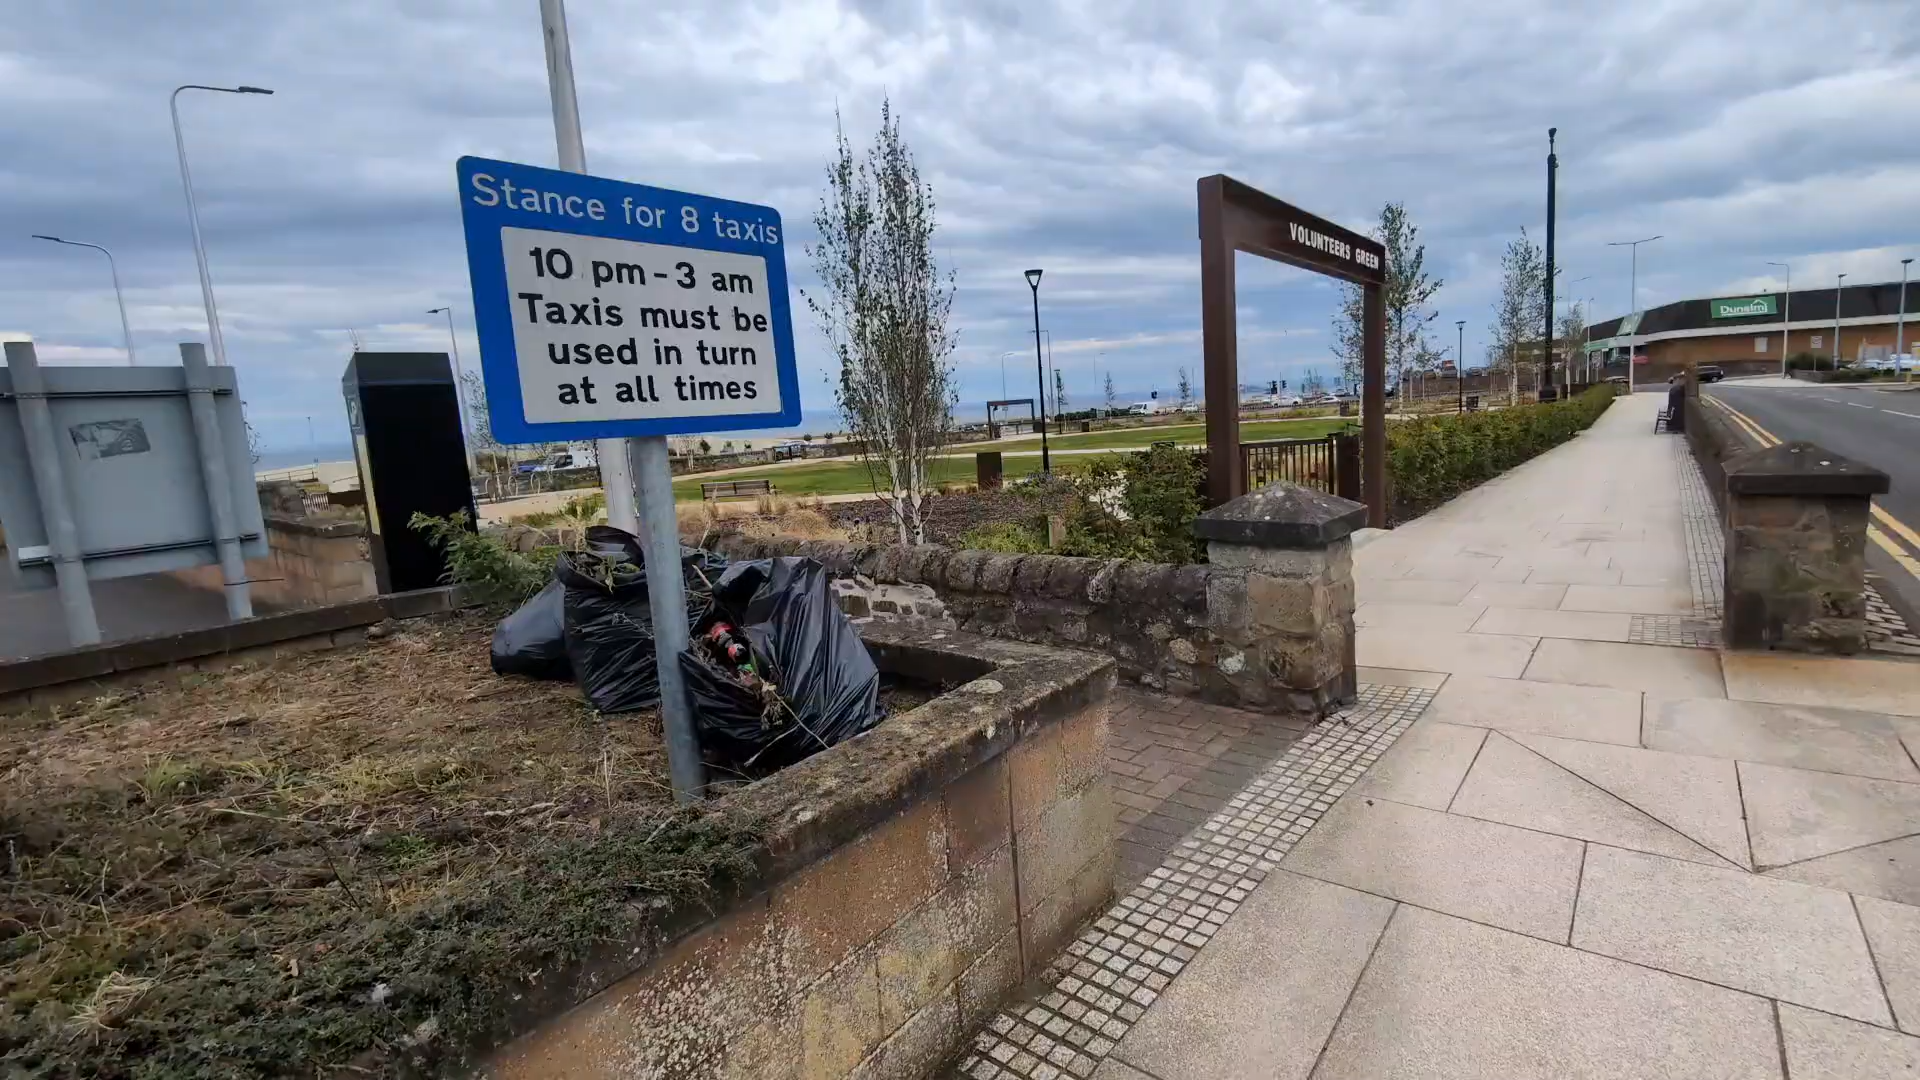 Stance for 8 taxis
10 pm - 3 am
Taxis must be
used in turn
at all times
VOLUNTEERS GREEN
Dunelm